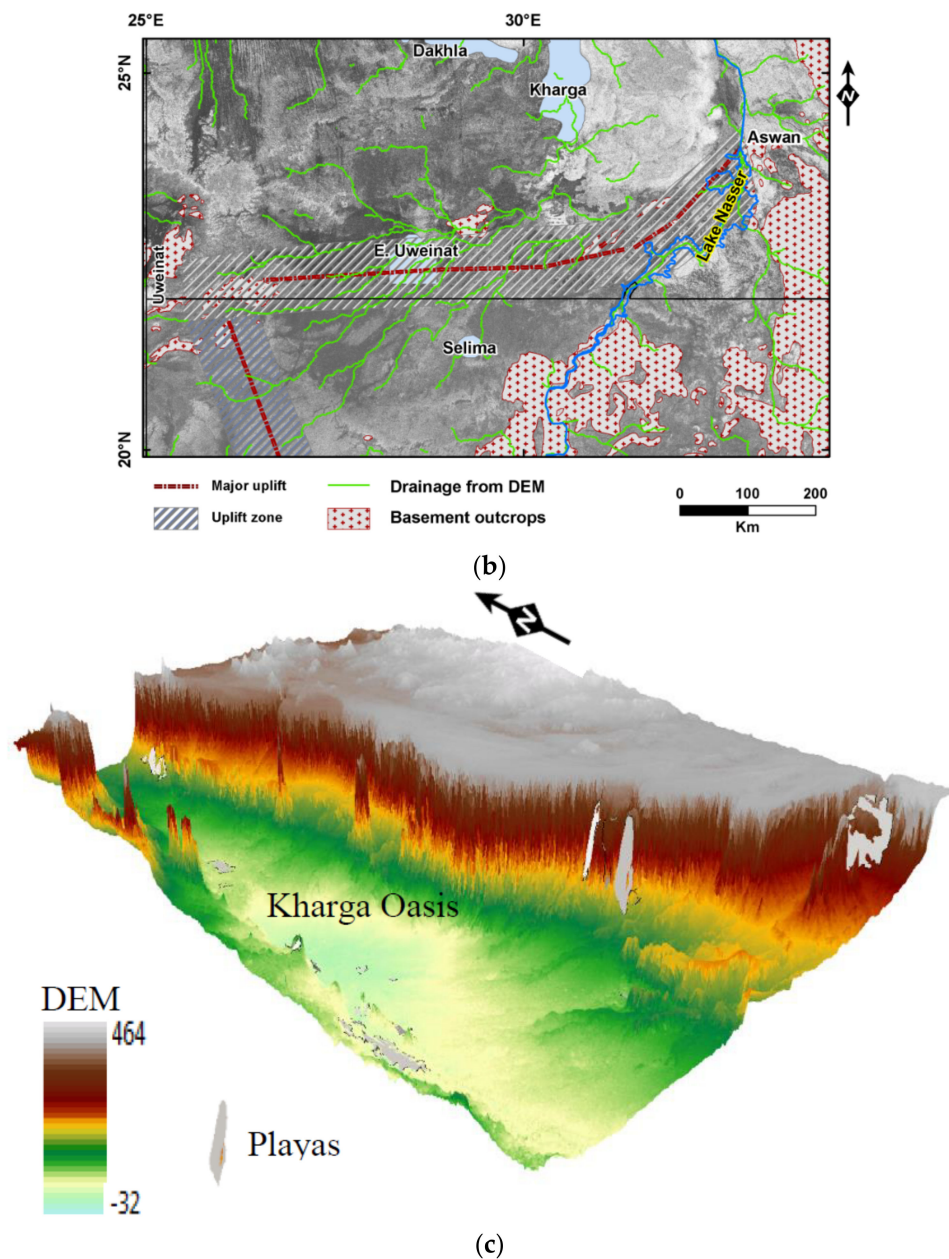 25°E 30°E
25°N
Dakhla
Kharga
N
Aswan
Lake Nasser
E. Uweinat
Uweinat
Selima
20°N
Major uplift
Drainage from DEM
0 100 200
Uplift zone
Basement outcrops
Km
(b)
N
Kharga Oasis
DEM
464
Playas
-32
(c)